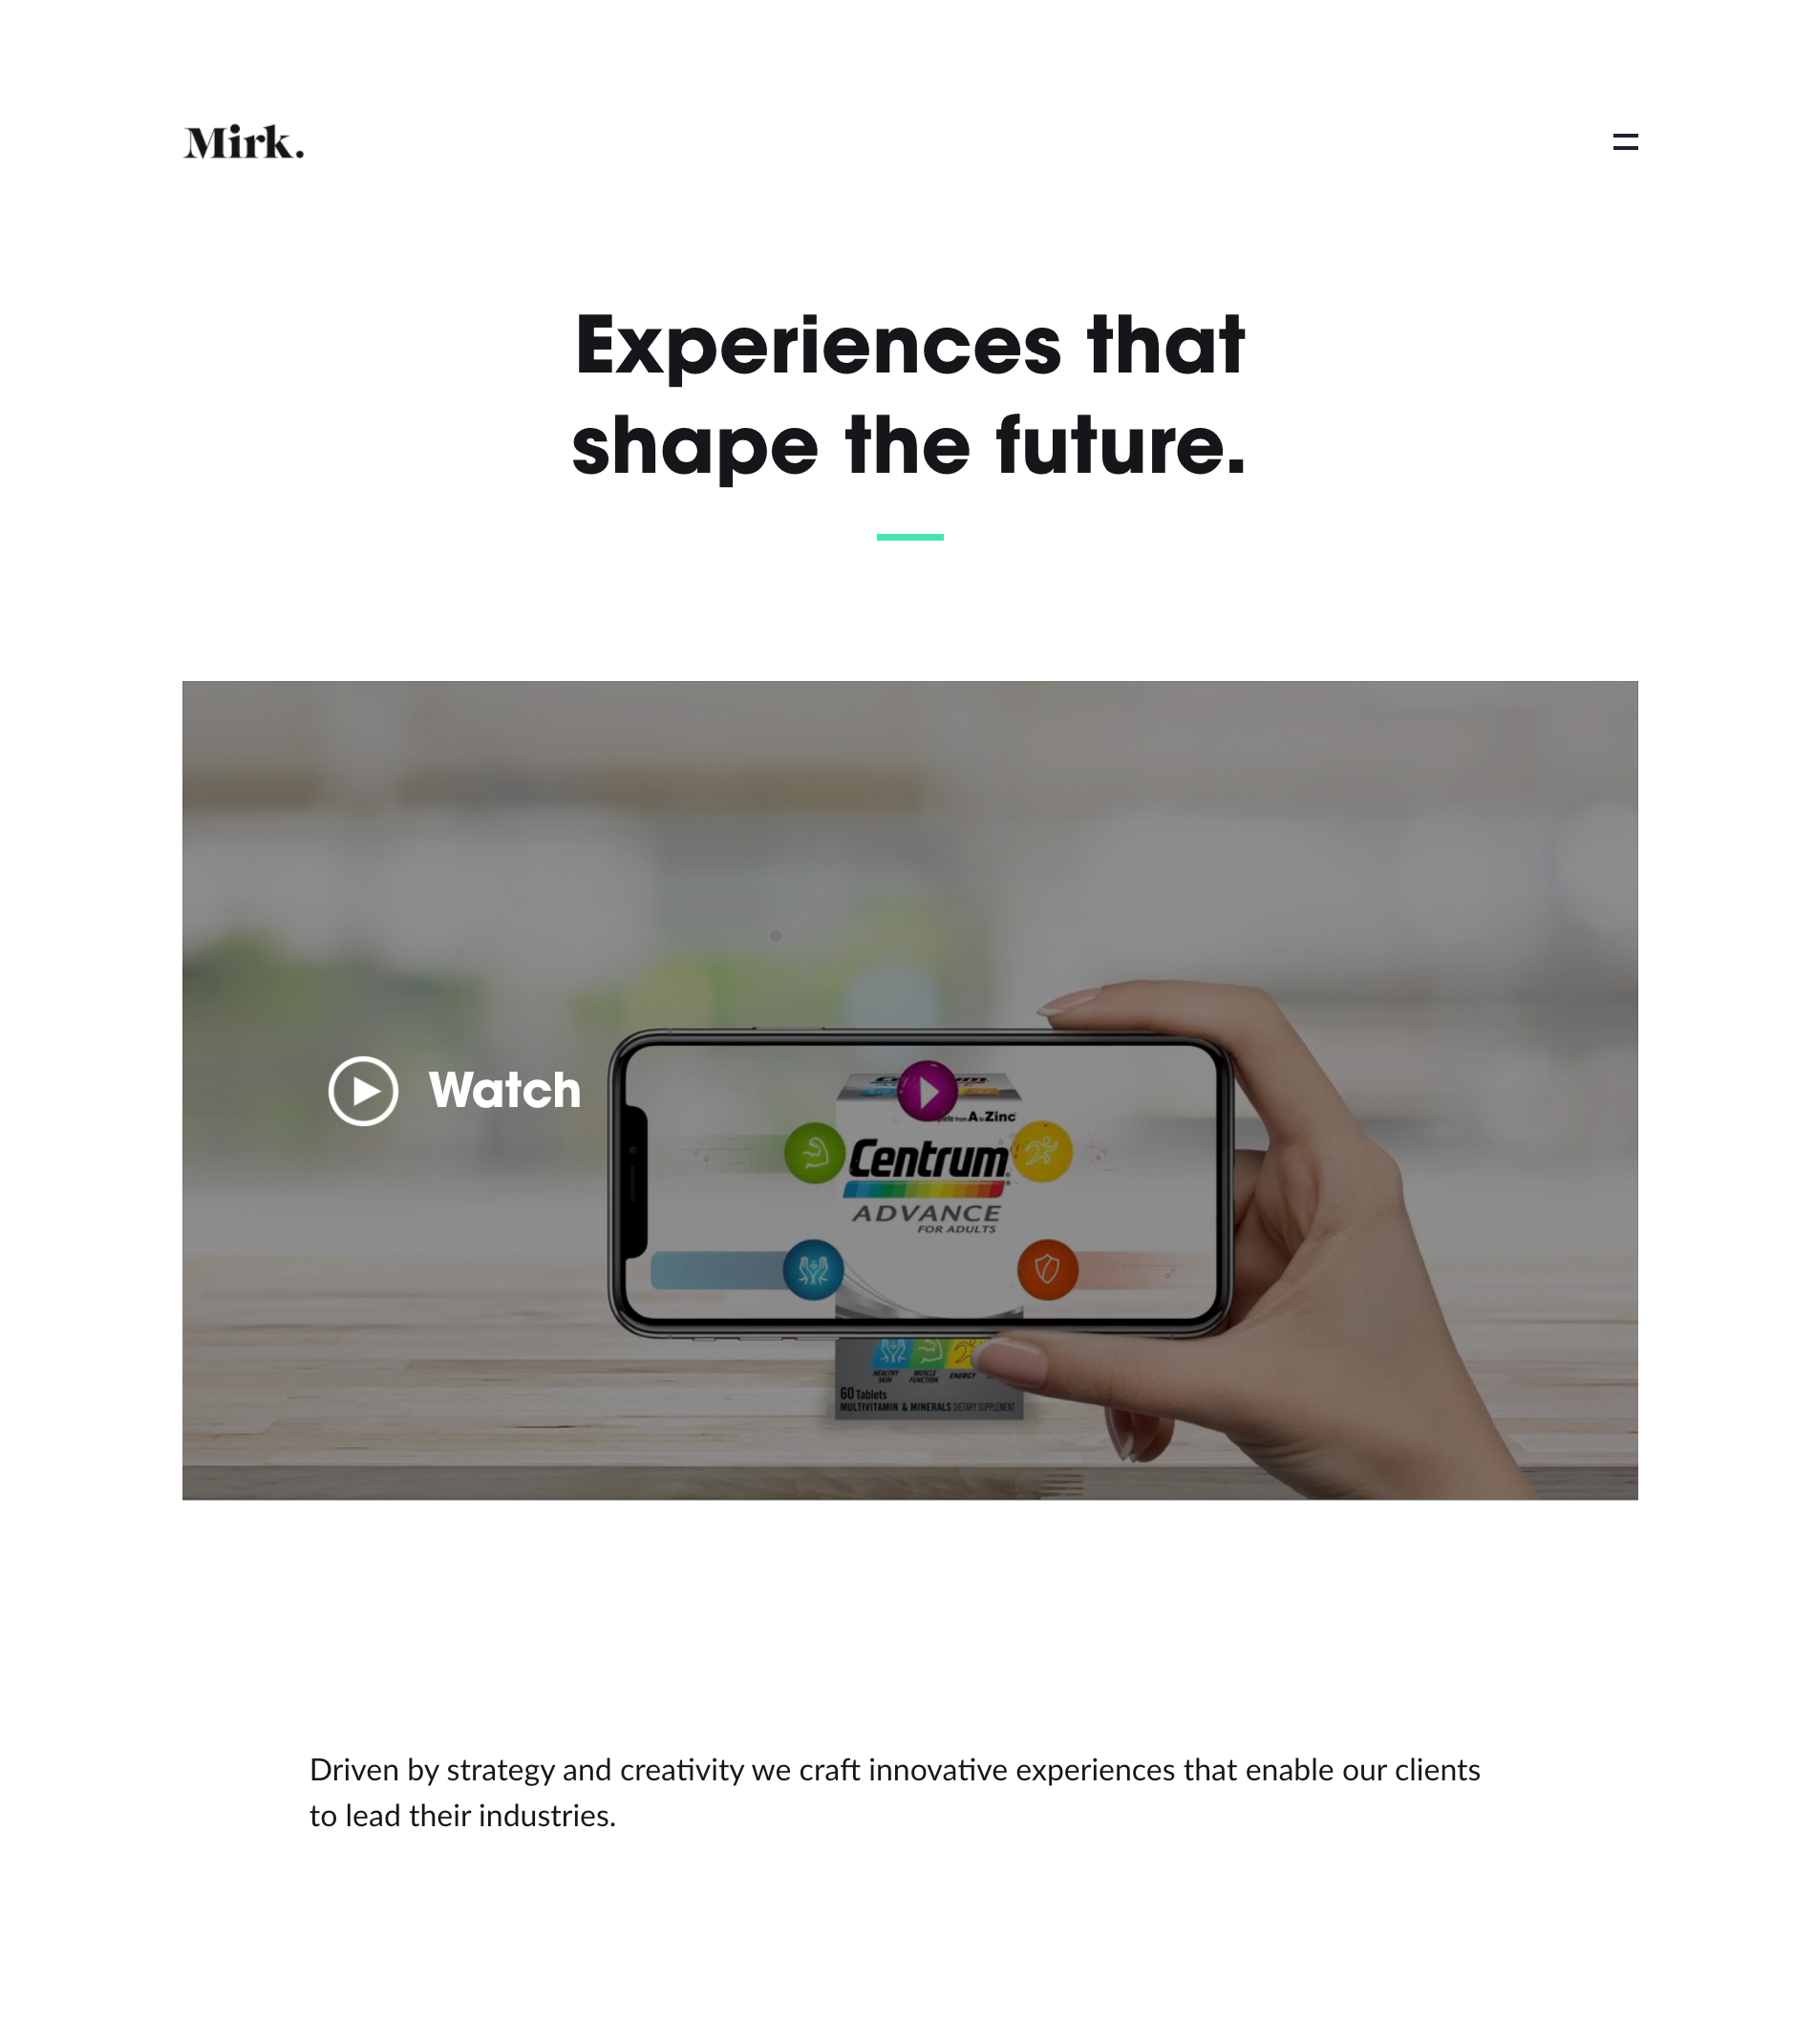 Mirk.
Experiences that
shape the future.
Watch
A to Zinc
Centrum
ADVANCE
FOR ADULTS
HEALTHY SKIN
MUSCLE FUNCTION
ENERGY
60 Tablets
MULTIVITAMIN & MINERALS DIETARY SUPPLEMENT
Driven by strategy and creativity we craft innovative experiences that enable our clients
to lead their industries.